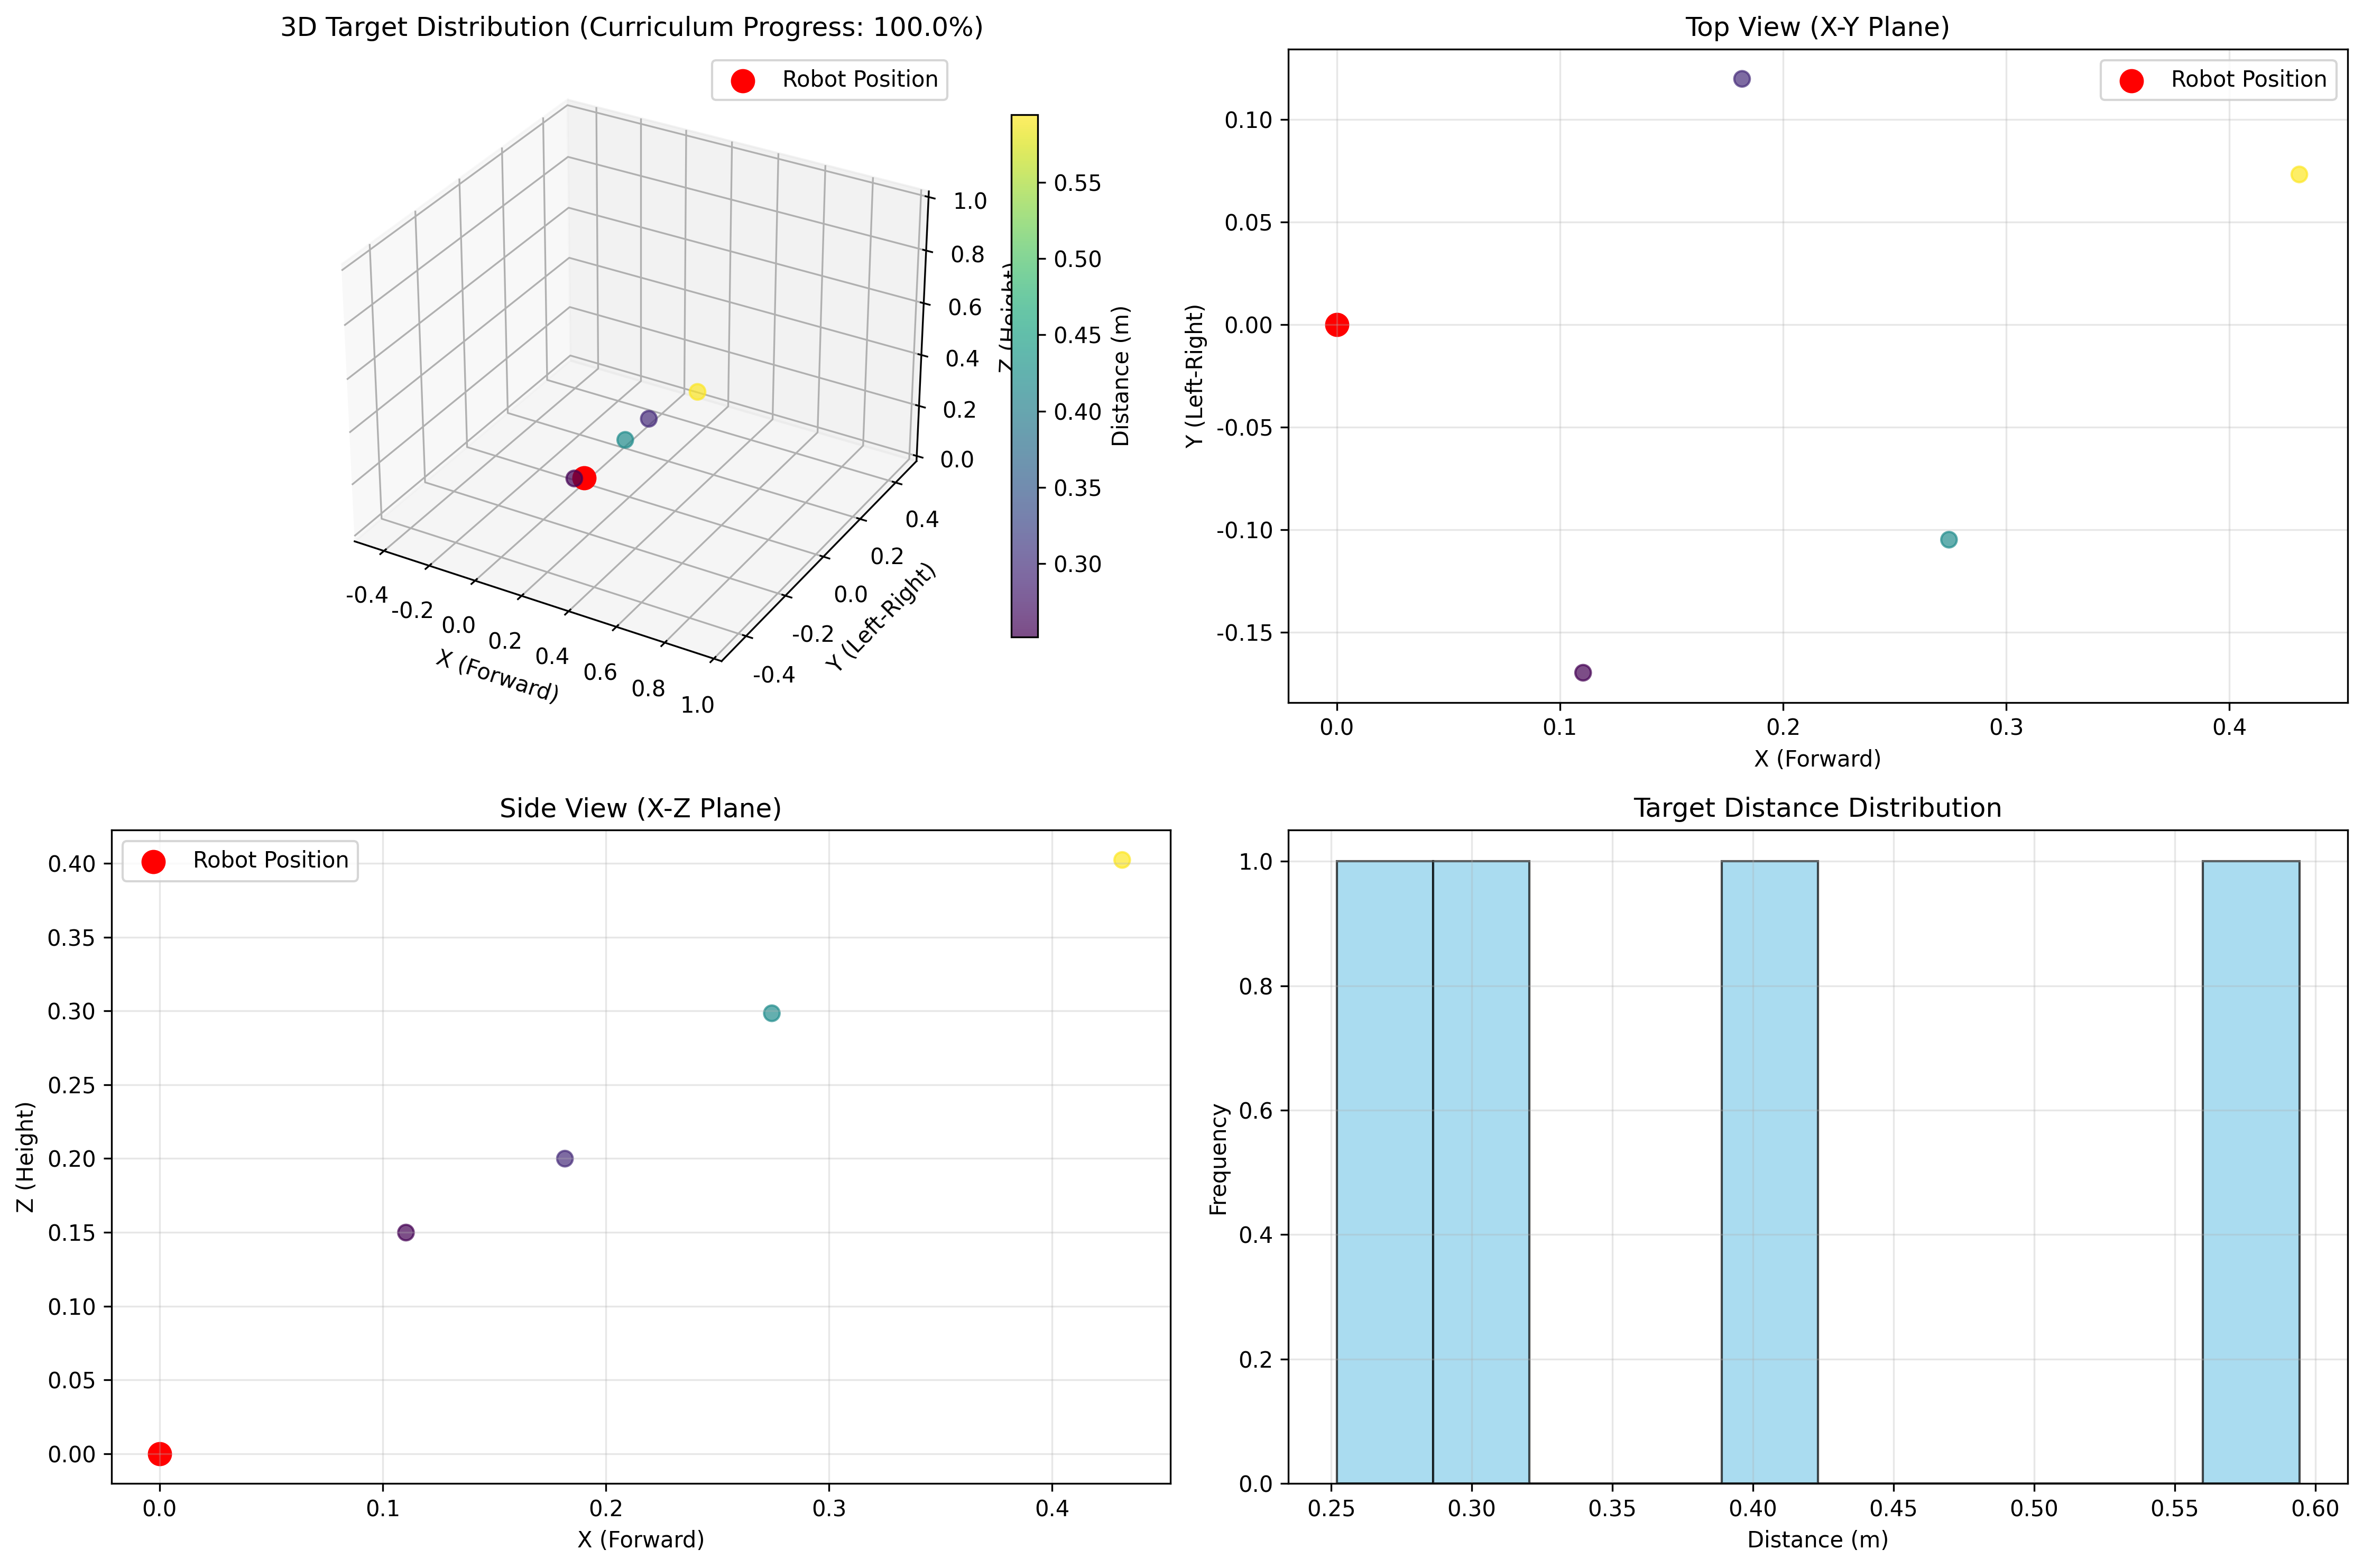 3D Target Distribution (Curriculum Progress: 100.0%)
Robot Position
1.0
0.8
0.6
0.4
0.2
0.0
Z (Height)
-0.4
-0.2
0.0
0.2
0.4
0.6
0.8
1.0
X (Forward)
0.4
0.2
0.0
-0.2
-0.4
Y (Left-Right)
0.55
0.50
0.45
0.40
0.35
0.30
Distance (m)
Top View (X-Y Plane)
Robot Position
0.10
0.05
0.00
-0.05
-0.10
-0.15
Y (Left-Right)
0.0 0.1 0.2 0.3 0.4
X (Forward)
Side View (X-Z Plane)
Robot Position
0.40
0.35
0.30
0.25
0.20
0.15
0.10
0.05
0.00
Z (Height)
0.0 0.1 0.2 0.3 0.4
X (Forward)
Target Distance Distribution
1.0
0.8
0.6
0.4
0.2
0.0
Frequency
0.25 0.30 0.35 0.40 0.45 0.50 0.55 0.60
Distance (m)